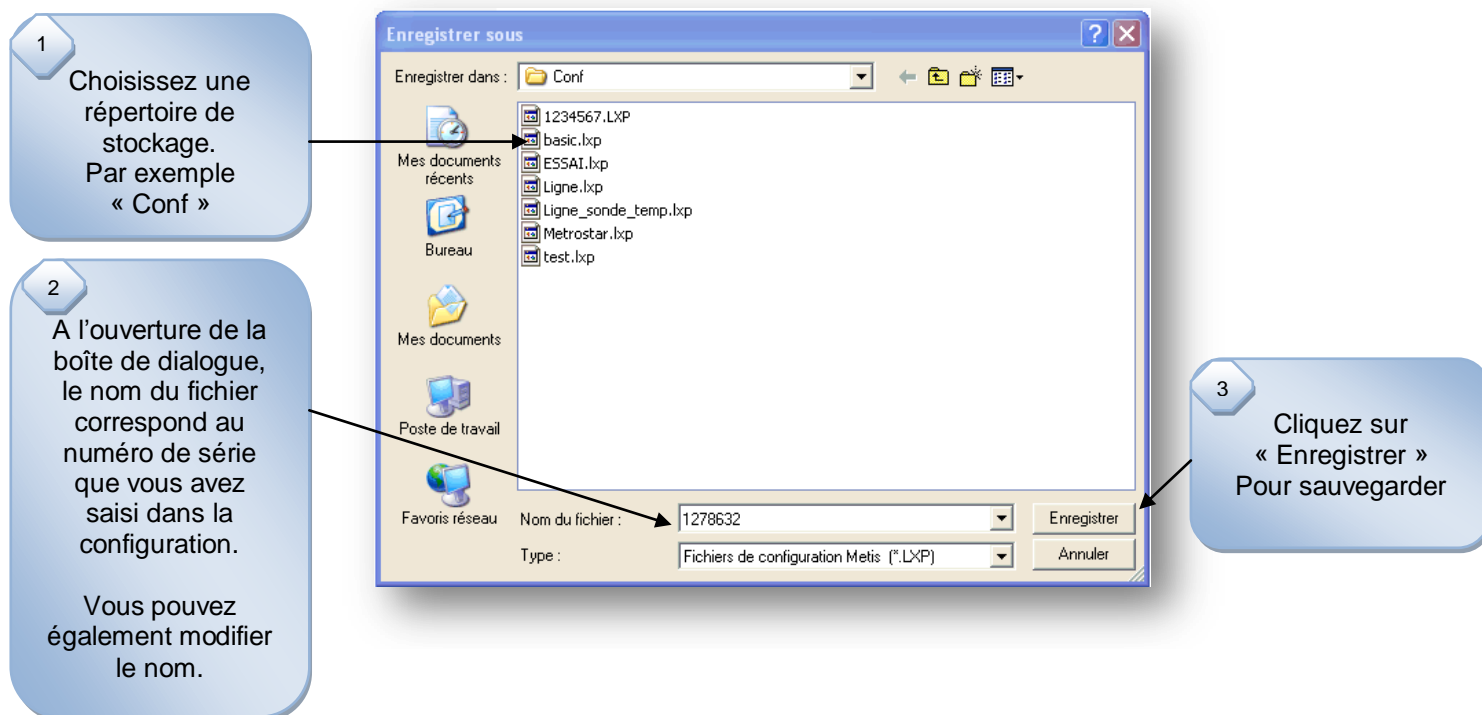 1
Choisissez une
répertoire de
stockage.
Par exemple
« Conf »
2
A l’ouverture de la
boîte de dialogue,
le nom du fichier
correspond au
numéro de série
que vous avez
saisi dans la
configuration.
Vous pouvez
également modifier
le nom.
Enregistrer sous
Enregistrer dans :
Conf
Mes documents
récents
Bureau
Mes documents
Poste de travail
Favoris réseau
1234567.LXP
basic.lxp
ESSAI.lxp
Ligne.lxp
Ligne_sonde_temp.lxp
Metrostar.lxp
test.lxp
Nom du fichier :
1278632
Enregistrer
Type :
Fichiers de configuration Metis (*.LXP)
Annuler
3
Cliquez sur
« Enregistrer »
Pour sauvegarder